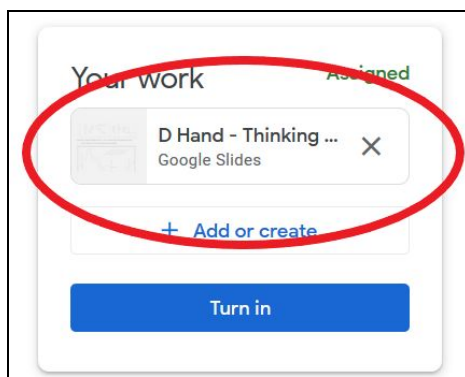 Your work Assigned
D Hand - Thinking ...
Google Slides
+ Add or create
Turn in